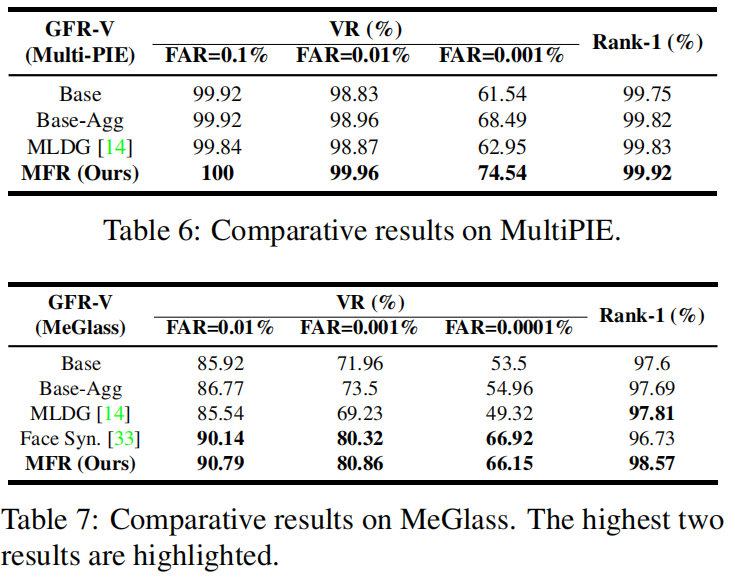 GFR-V VR (%) Rank-1 (%)
(Multi-PIE) FAR=0.1% FAR=0.01% FAR=0.001%
Base 99.92 98.83 61.54 99.75
Base-Agg 99.92 98.96 68.49 99.82
MLDG [14] 99.84 98.87 62.95 99.83
MFR (Ours) 100 99.96 74.54 99.92
Table 6: Comparative results on MultiPIE.
GFR-V VR (%) Rank-1 (%)
(MeGlass) FAR=0.01% FAR=0.001% FAR=0.0001%
Base 85.92 71.96 53.5 97.6
Base-Agg 86.77 73.5 54.96 97.69
MLDG [14] 85.54 69.23 49.32 97.81
Face Syn. [33] 90.14 80.32 66.92 96.73
MFR (Ours) 90.79 80.86 66.15 98.57
Table 7: Comparative results on MeGlass. The highest two
results are highlighted.